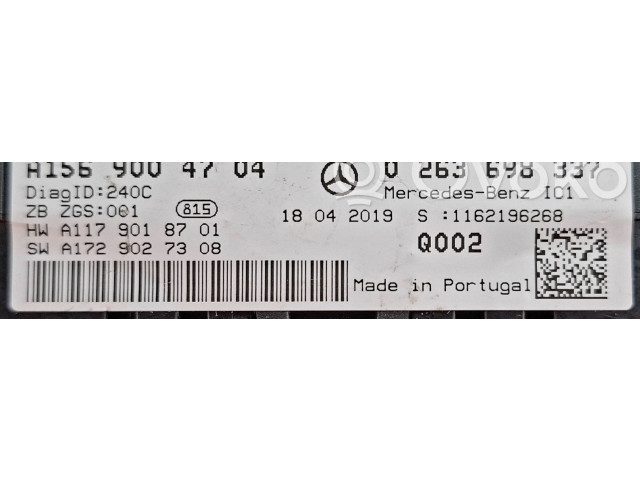 A156 900 47 04 0 263 698 337
DiagID:240C Mercedes-Benz IC1
ZB ZGS:001 815 18 04 2019 S :1162196268
HW A117 901 87 01
SW A172 902 73 08 Q002
Made in Portugal
OVOKO